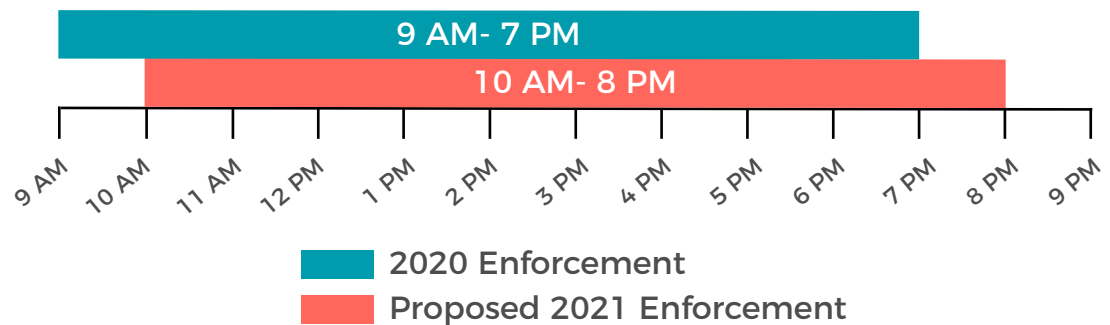 9 AM- 7 PM
10 AM- 8 PM
9 AM
10 AM
11 AM
12 PM
1 PM
2 PM
3 PM
4 PM
5 PM
6 PM
7 PM
8 PM
9 PM
2020 Enforcement
Proposed 2021 Enforcement